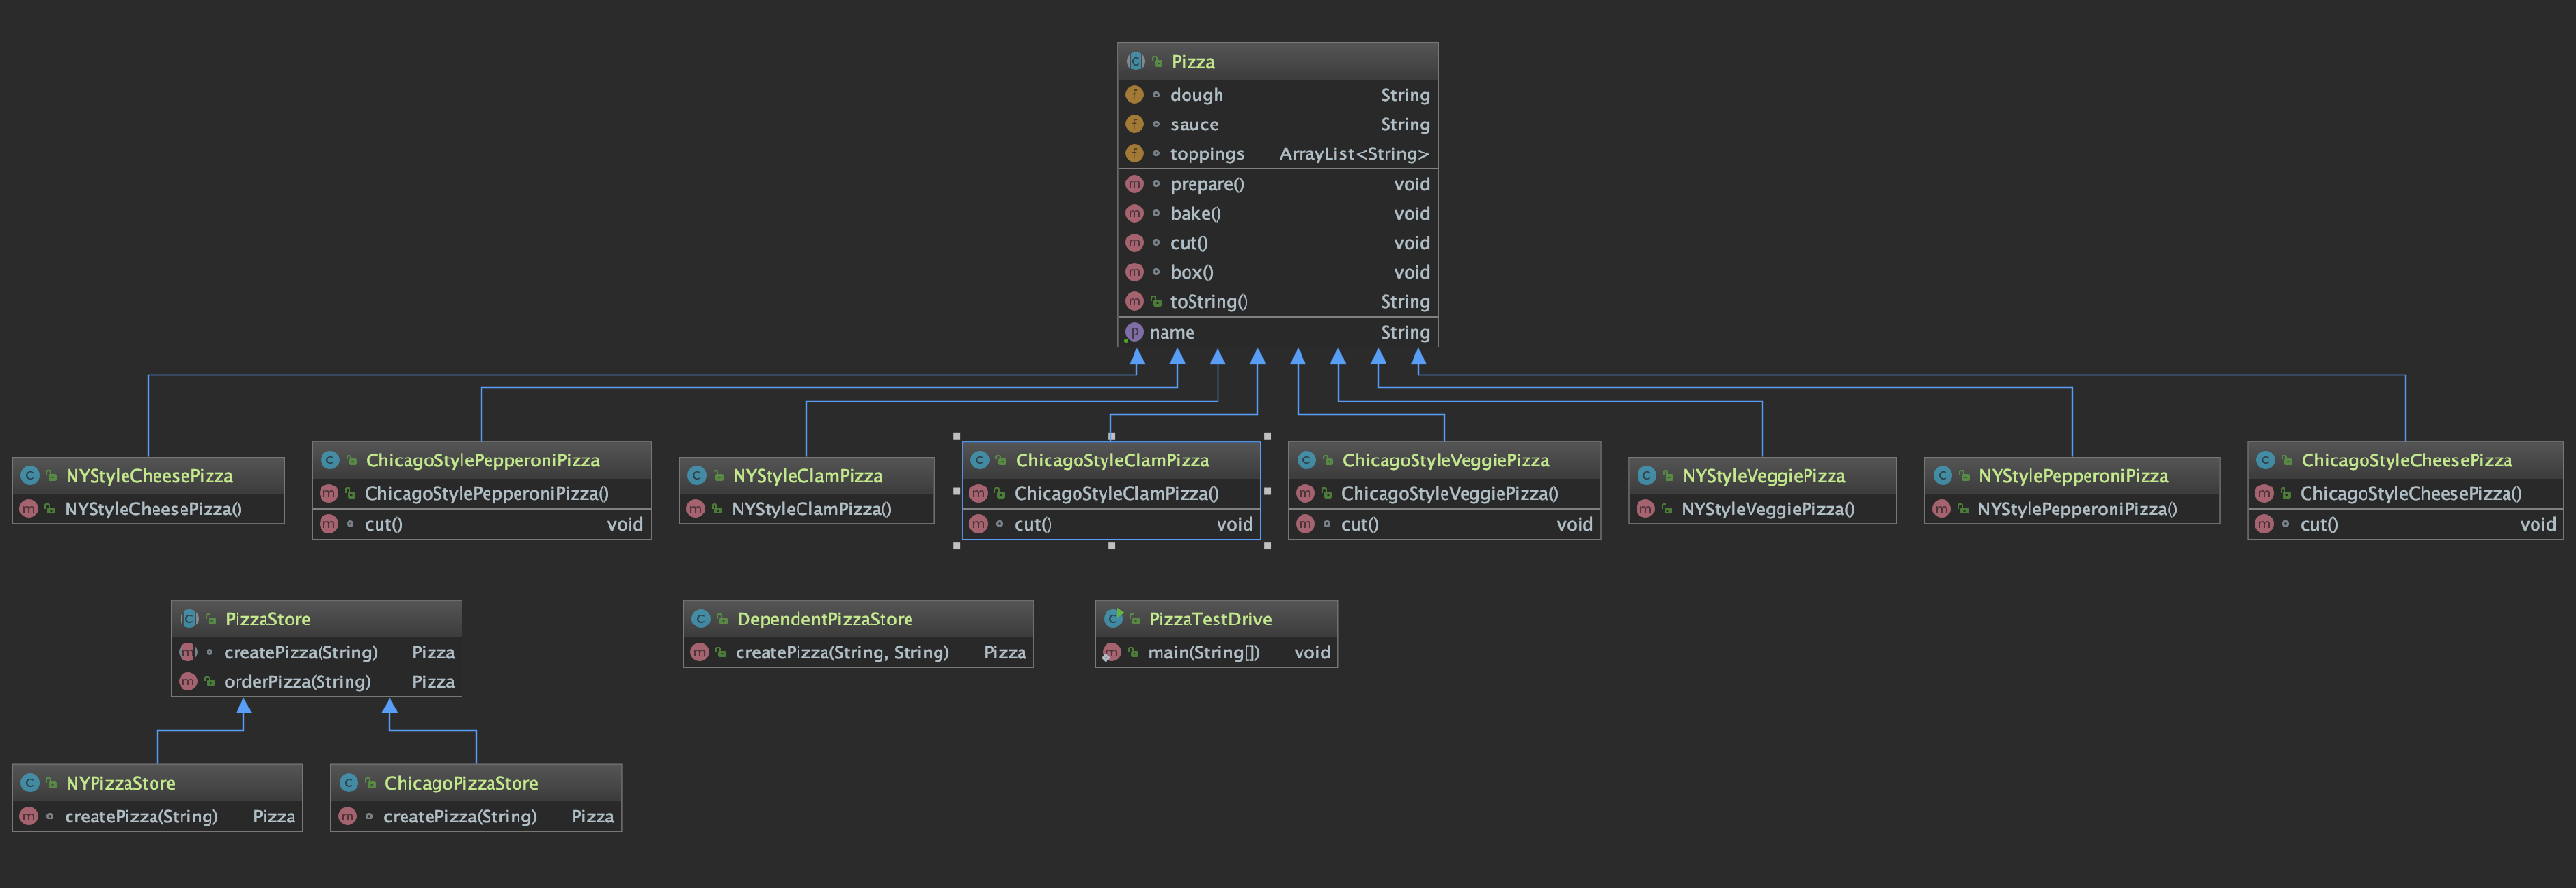 Pizza
dough String
sauce String
toppings ArrayList<String>
prepare() void
bake() void
cut() void
box() void
toString() String
name String
NYStyleCheesePizza
NYStyleCheesePizza()
ChicagoStylePepperoniPizza
ChicagoStylePepperoniPizza()
cut() void
NYStyleClamPizza
NYStyleClamPizza()
ChicagoStyleClamPizza
ChicagoStyleClamPizza()
cut() void
ChicagoStyleVeggiePizza
ChicagoStyleVeggiePizza()
cut() void
NYStyleVeggiePizza
NYStyleVeggiePizza()
NYStylePepperoniPizza
NYStylePepperoniPizza()
ChicagoStyleCheesePizza
ChicagoStyleCheesePizza()
cut() void
PizzaStore
createPizza(String) Pizza
orderPizza(String) Pizza
DependentPizzaStore
createPizza(String, String) Pizza
PizzaTestDrive
main(String[]) void
NYPizzaStore
createPizza(String) Pizza
ChicagoPizzaStore
createPizza(String) Pizza